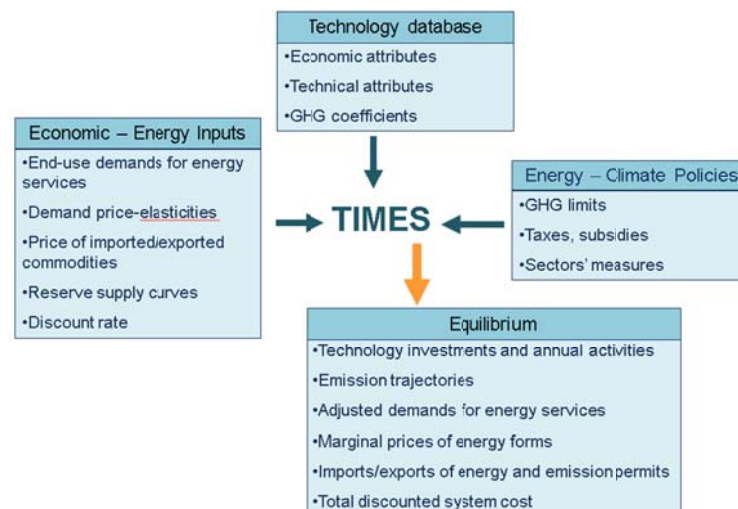 Technology database
•Economic attributes
•Technical attributes
•GHG coefficients
Economic – Energy Inputs
•End-use demands for energy
services
•Demand price-elasticities
•Price of imported/exported
commodities
•Reserve supply curves
•Discount rate
TIMES
Energy – Climate Policies
•GHG limits
•Taxes, subsidies
•Sectors' measures
Equilibrium
•Technology investments and annual activities
•Emission trajectories
•Adjusted demands for energy services
•Marginal prices of energy forms
•Imports/exports of energy and emission permits
•Total discounted system cost